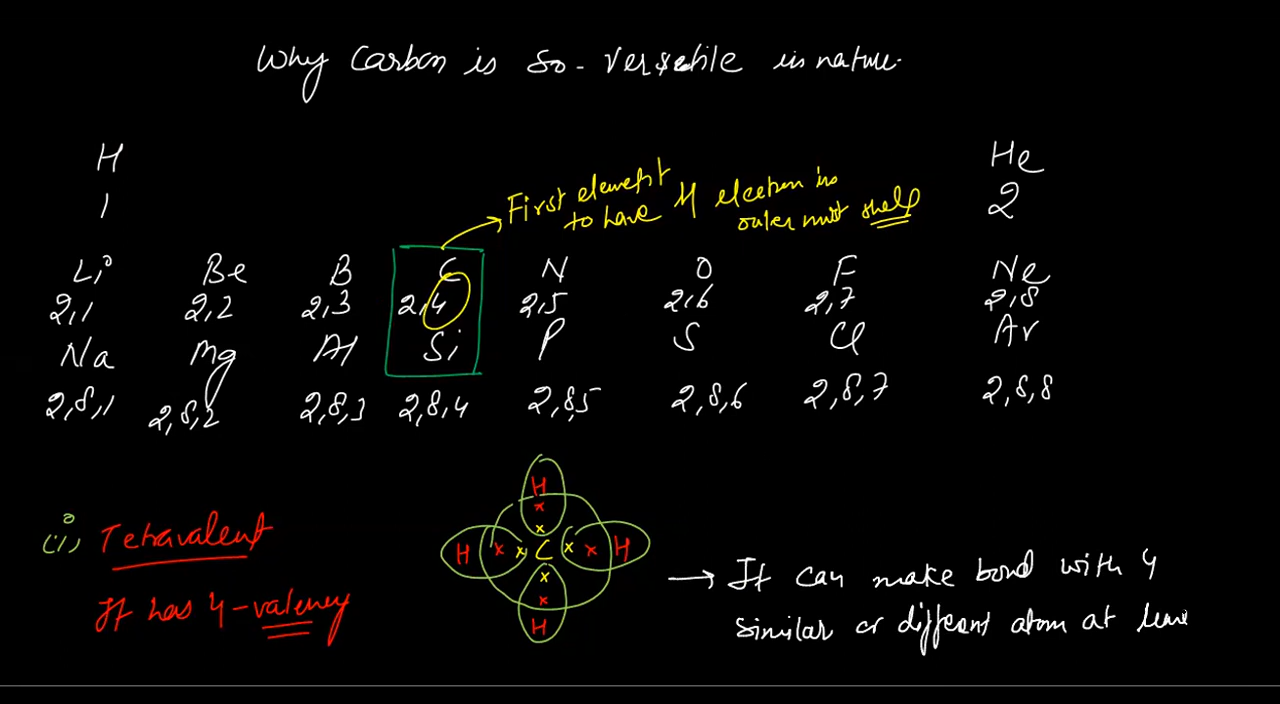 Why Carbon is so-versatile in nature.
H He
1 2
First element
to have 4 electron in
outer must shell
Li Be B C N O F Ne
2,1 2,2 2,3 2,4 2,5 2,6 2,7 2,8
Na Mg Al Si P S Cl Ar
2,8,1 2,8,2 2,8,3 2,8,4 2,8,5 2,8,6 2,8,7 2,8,8
(i) Tetravalent
It has 4-valency
H
x
x
H x x C x x H
x
x
H
→ It can make bond with 4
similar or different atom at